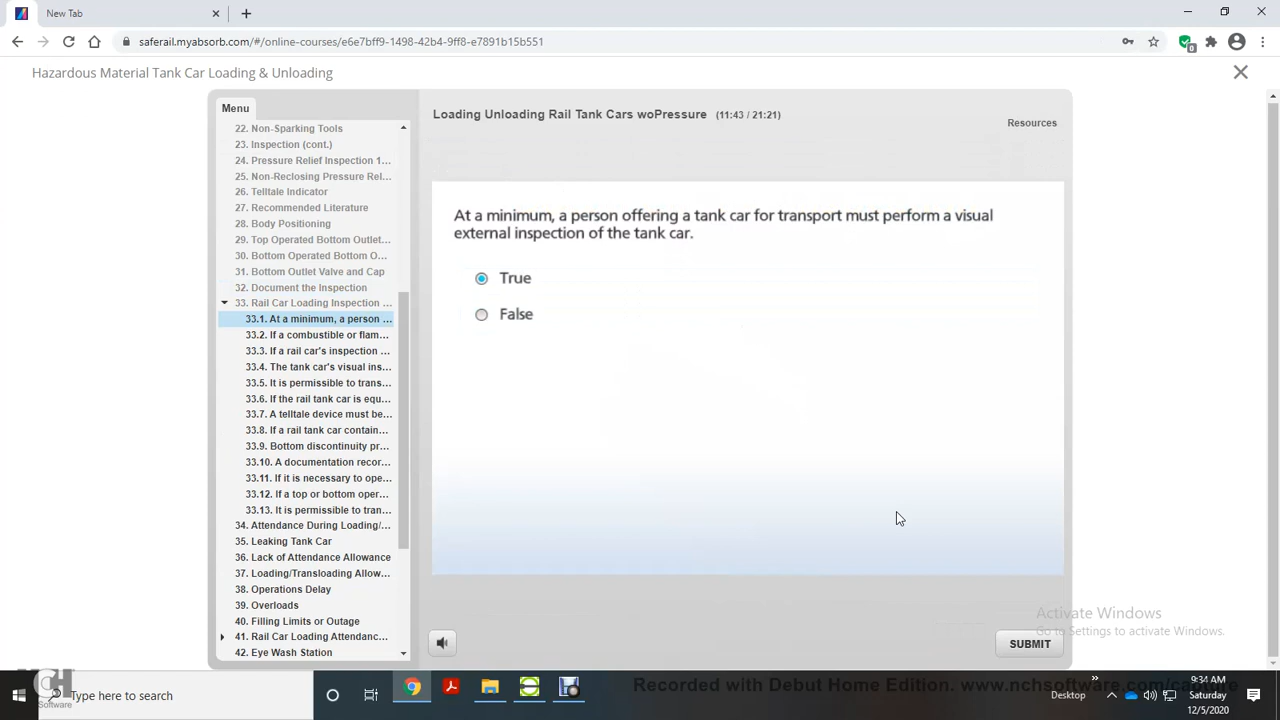 New Tab
saferail.myabsorb.com/#/online-courses/e6e7bff9-1498-42b4-9ff8-e7891b15b551
0
Hazardous Material Tank Car Loading & Unloading
Menu
Loading Unloading Rail Tank Cars woPressure (11:43 / 21:21)
Resources
22. Non-Sparking Tools
23. Inspection (cont.)
24. Pressure Relief Inspection 1...
25. Non-Reclosing Pressure Rel...
26. Telltale Indicator
27. Recommended Literature
28. Body Positioning
29. Top Operated Bottom Outlet...
30. Bottom Operated Bottom O...
31. Bottom Outlet Valve and Cap
32. Document the Inspection
33. Rail Car Loading Inspection ...
33.1. At a minimum, a person ...
33.2. If a combustible or flam...
33.3. If a rail car's inspection ...
33.4. The tank car's visual ins...
33.5. It is permissible to trans...
33.6. If the rail tank car is equ...
33.7. A telltale device must be...
33.8. If a rail tank car contain...
33.9. Bottom discontinuity pr...
33.10. A documentation recor...
33.11. If it is necessary to ope...
33.12. If a top or bottom oper...
33.13. It is permissible to tran...
34. Attendance During Loading/...
35. Leaking Tank Car
36. Lack of Attendance Allowance
37. Loading/Transloading Allow...
38. Operations Delay
39. Overloads
40. Filling Limits or Outage
41. Rail Car Loading Attendanc...
42. Eye Wash Station
At a minimum, a person offering a tank car for transport must perform a visual
external inspection of the tank car.
True
False
SUBMIT
Activate Windows
Go to Settings to activate Windows.
NCH
Software
Type here to search
Recorded with Debut Home Edition. www.nchsoftware.com/capture
Desktop
9:34 AM
Saturday
12/5/2020